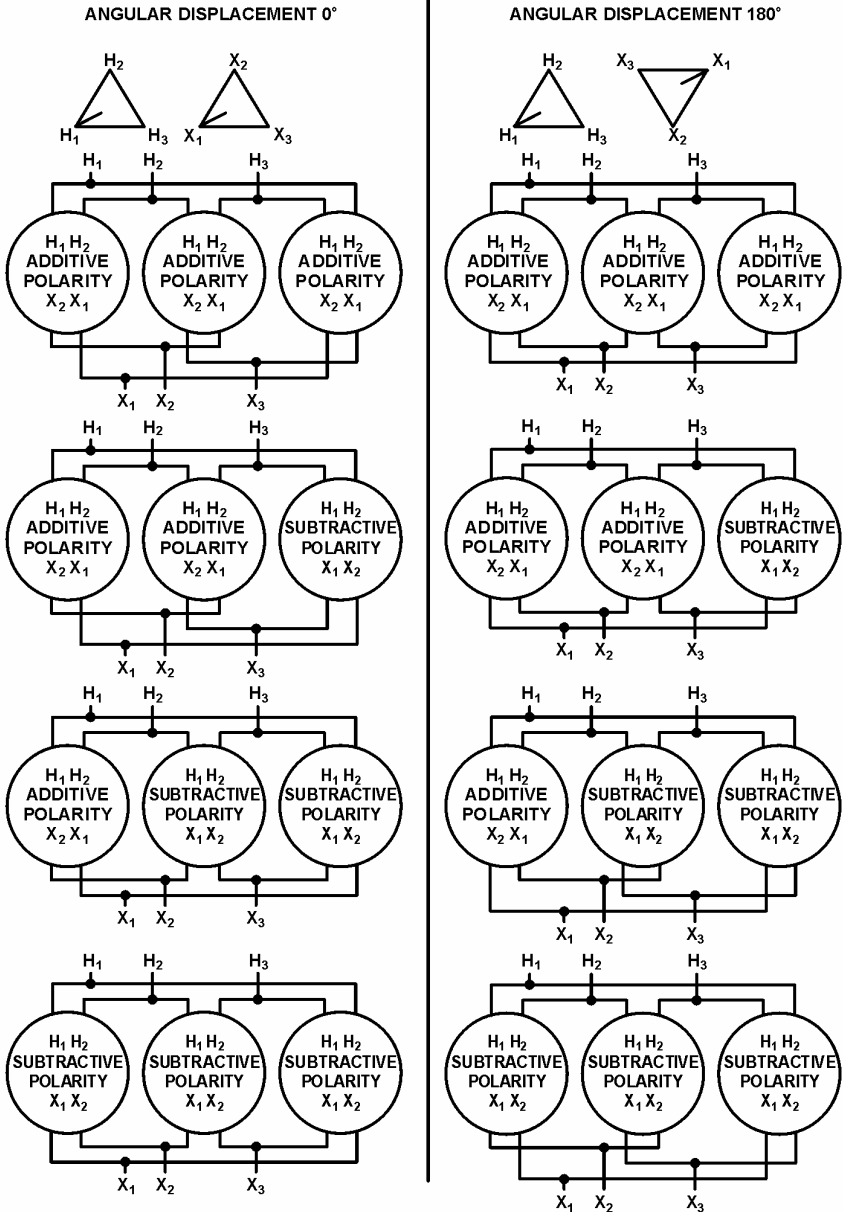 ANGULAR DISPLACEMENT 0°
H₂ X₂
H₁ H₃ X₁ X₃
H₁ H₂ H₃
H₁ H₂ H₁ H₂ H₁ H₂
ADDITIVE ADDITIVE ADDITIVE
POLARITY POLARITY POLARITY
X₂ X₁ X₂ X₁ X₂ X₁
X₁ X₂ X₃
H₁ H₂ H₃
H₁ H₂ H₁ H₂ H₁ H₂
ADDITIVE ADDITIVE SUBTRACTIVE
POLARITY POLARITY POLARITY
X₂ X₁ X₂ X₁ X₁ X₂
X₁ X₂ X₃
H₁ H₂ H₃
H₁ H₂ H₁ H₂ H₁ H₂
ADDITIVE SUBTRACTIVE SUBTRACTIVE
POLARITY POLARITY POLARITY
X₂ X₁ X₁ X₂ X₁ X₂
X₁ X₂ X₃
H₁ H₂ H₃
H₁ H₂ H₁ H₂ H₁ H₂
SUBTRACTIVE SUBTRACTIVE SUBTRACTIVE
POLARITY POLARITY POLARITY
X₁ X₂ X₁ X₂ X₁ X₂
X₁ X₂ X₃
ANGULAR DISPLACEMENT 180°
H₂ X₃ X₁
H₁ H₃ X₂
H₁ H₂ H₃
H₁ H₂ H₁ H₂ H₁ H₂
ADDITIVE ADDITIVE ADDITIVE
POLARITY POLARITY POLARITY
X₂ X₁ X₂ X₁ X₂ X₁
X₁ X₂ X₃
H₁ H₂ H₃
H₁ H₂ H₁ H₂ H₁ H₂
ADDITIVE ADDITIVE SUBTRACTIVE
POLARITY POLARITY POLARITY
X₂ X₁ X₂ X₁ X₁ X₂
X₁ X₂ X₃
H₁ H₂ H₃
H₁ H₂ H₁ H₂ H₁ H₂
ADDITIVE SUBTRACTIVE SUBTRACTIVE
POLARITY POLARITY POLARITY
X₂ X₁ X₁ X₂ X₁ X₂
X₁ X₂ X₃
H₁ H₂ H₃
H₁ H₂ H₁ H₂ H₁ H₂
SUBTRACTIVE SUBTRACTIVE SUBTRACTIVE
POLARITY POLARITY POLARITY
X₁ X₂ X₁ X₂ X₁ X₂
X₁ X₂ X₃